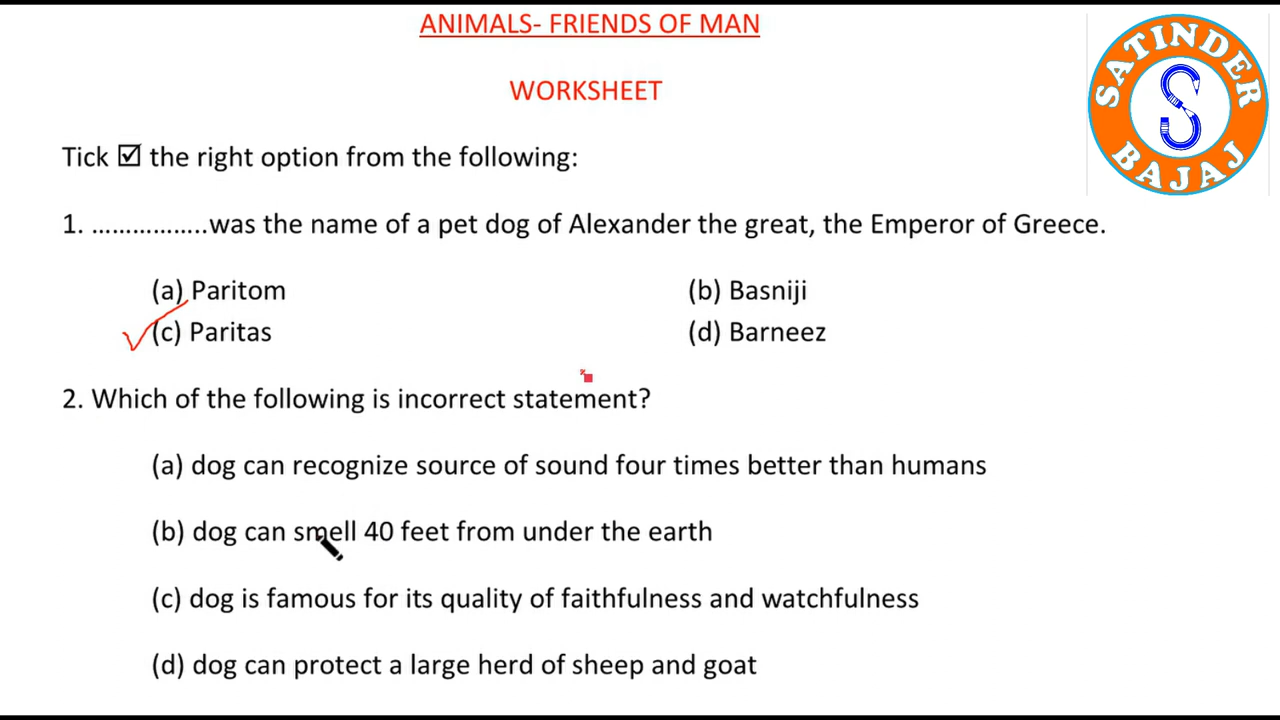 ANIMALS- FRIENDS OF MAN
WORKSHEET
SATINDER
S
BAJAJ
Tick ☑ the right option from the following:
1. ……………..was the name of a pet dog of Alexander the great, the Emperor of Greece.
(a) Paritom (b) Basniji
(c) Paritas (d) Barneez
2. Which of the following is incorrect statement?
(a) dog can recognize source of sound four times better than humans
(b) dog can smell 40 feet from under the earth
(c) dog is famous for its quality of faithfulness and watchfulness
(d) dog can protect a large herd of sheep and goat